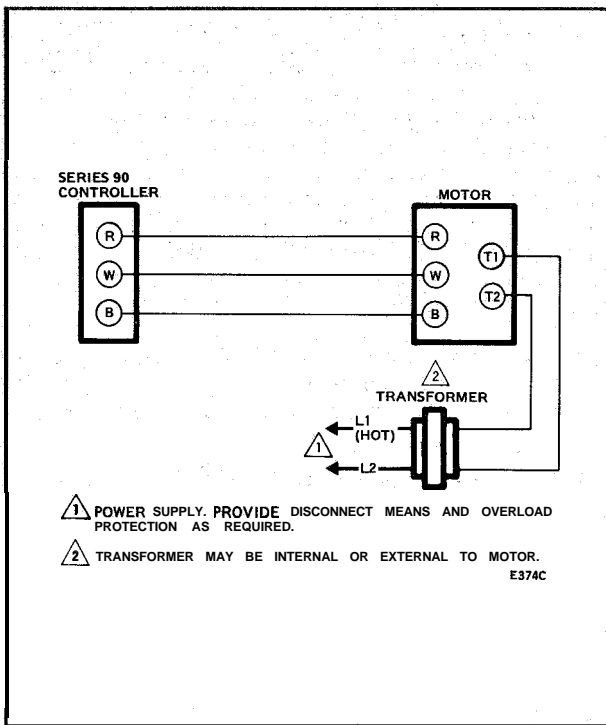 SERIES 90
CONTROLLER
MOTOR
R
R
T1
W
W
T2
B
B
2
TRANSFORMER
L1
(HOT)
1
L2
1 POWER SUPPLY. PROVIDE DISCONNECT MEANS AND OVERLOAD
PROTECTION AS REQUIRED.
2 TRANSFORMER MAY BE INTERNAL OR EXTERNAL TO MOTOR.
E374C